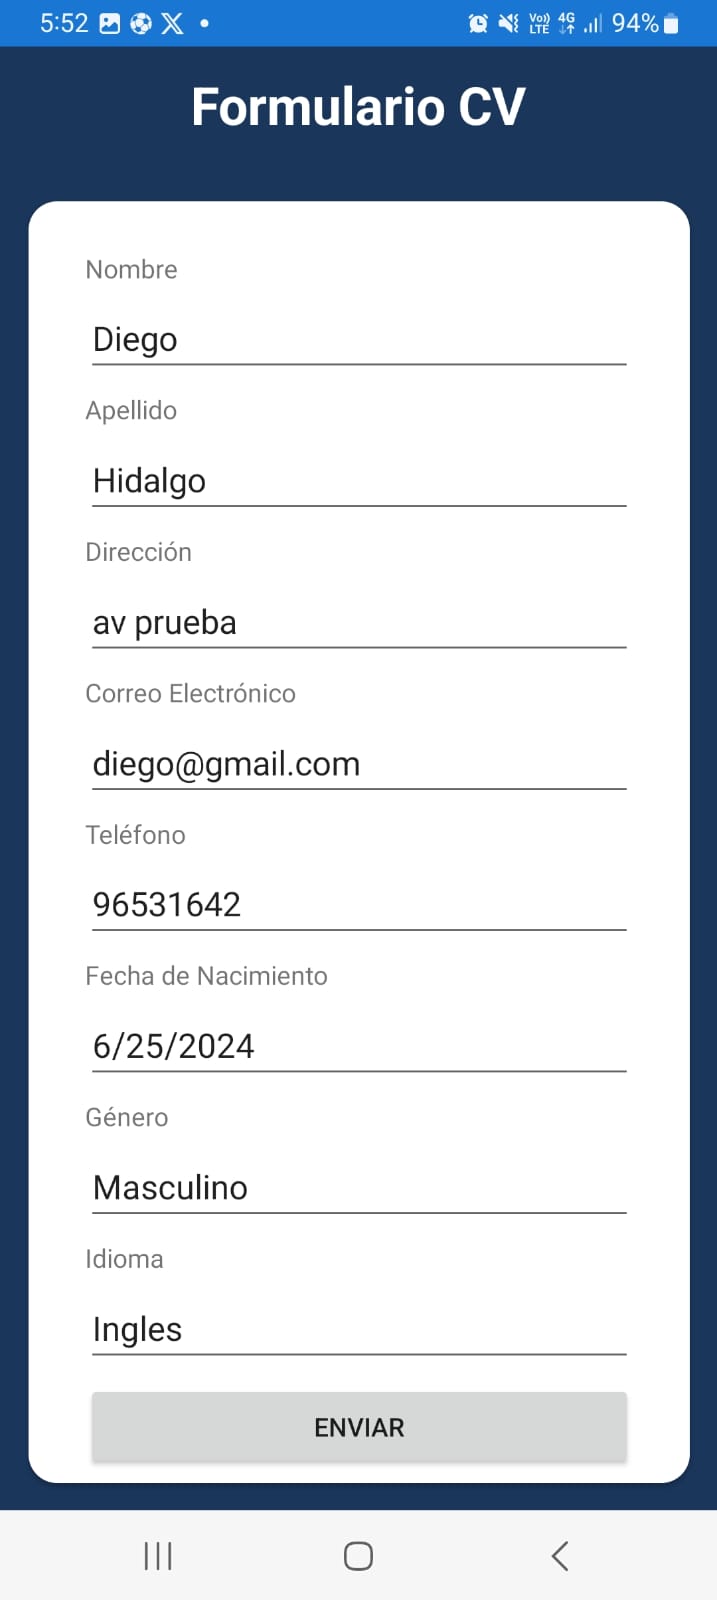 5:52
Vo)) LTE 4G 94%
Formulario CV
Nombre
Diego
Apellido
Hidalgo
Dirección
av prueba
Correo Electrónico
diego@gmail.com
Teléfono
96531642
Fecha de Nacimiento
6/25/2024
Género
Masculino
Idioma
Ingles
ENVIAR